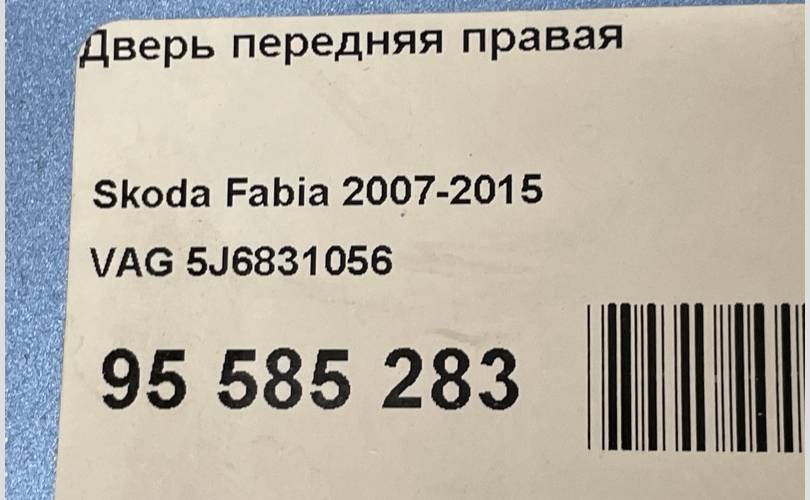 Дверь передняя правая
Skoda Fabia 2007-2015
VAG 5J6831056
95 585 283